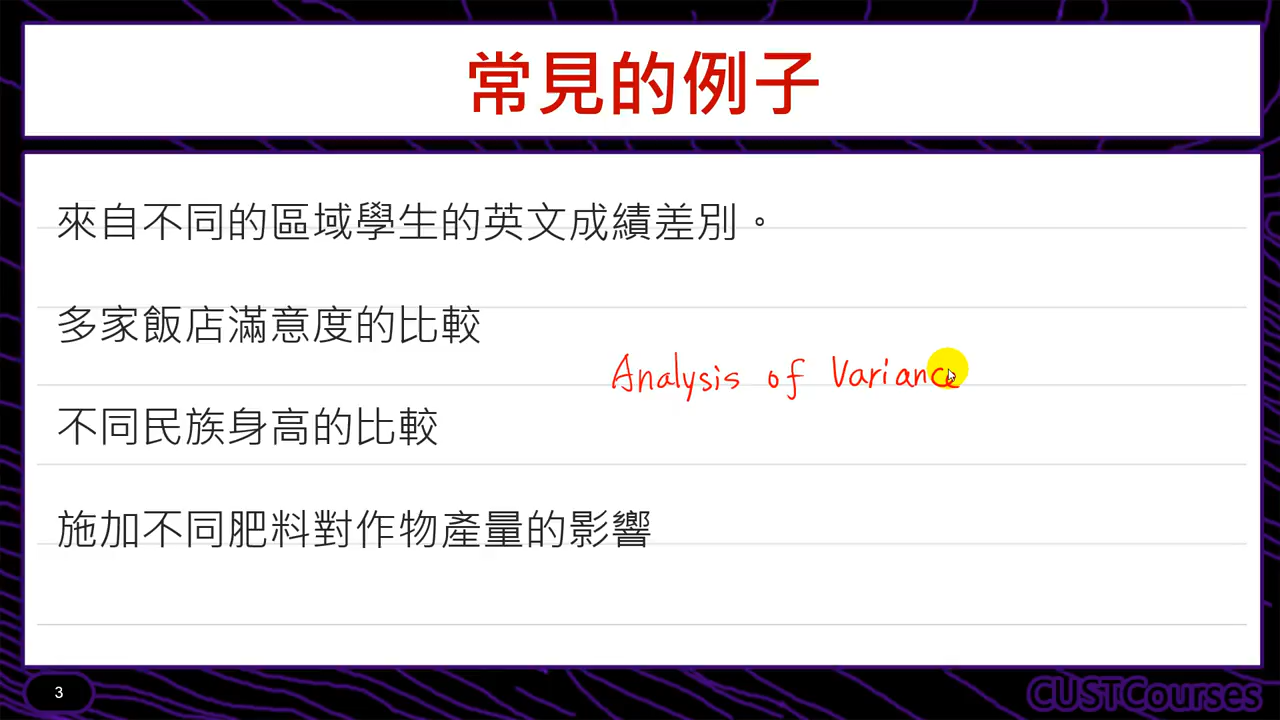 常見的例子
來自不同的區域學生的英文成績差別。
多家飯店滿意度的比較
Analysis of Variance
不同民族身高的比較
施加不同肥料對作物產量的影響
3
CUSTCourses